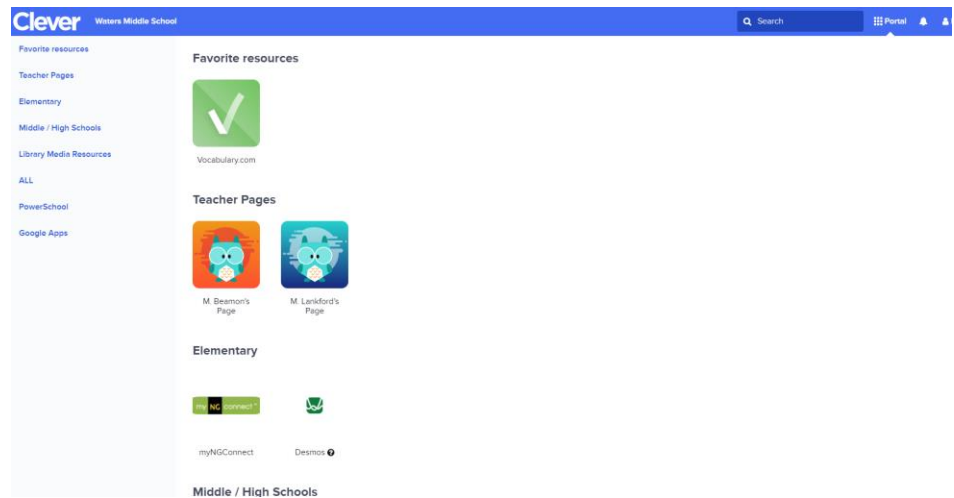 Clever Waters Middle School Search Portal
Favorite resources
Teacher Pages
Elementary
Middle / High Schools
Library Media Resources
ALL
PowerSchool
Google Apps
Favorite resources
Vocabulary.com
Teacher Pages
M. Beamon's
Page
M. Lankford's
Page
Elementary
my NG connect
myNGConnect
Desmos
Middle / High Schools